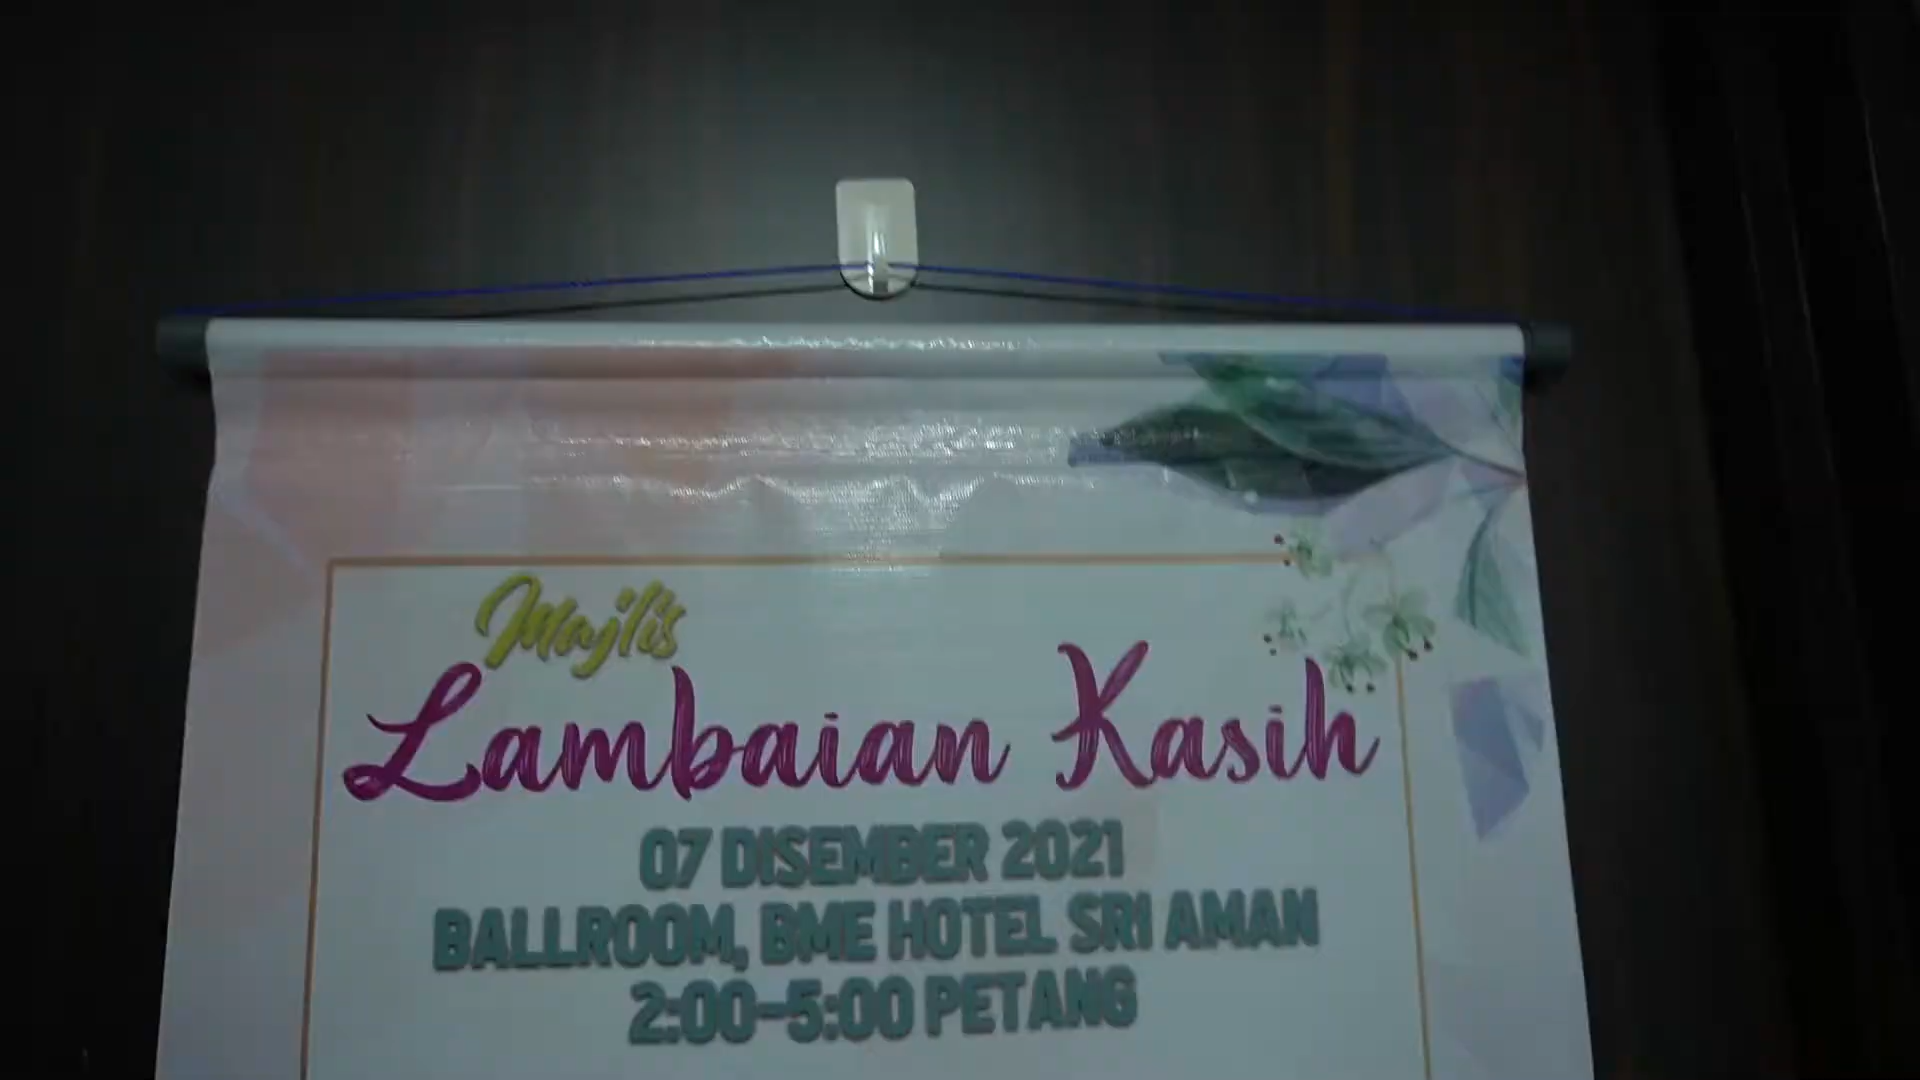 Majlis
Lambaian Kasih
07 DISEMBER 2021
BALLROOM, BME HOTEL SRI AMAN
2:00-5:00 PETANG